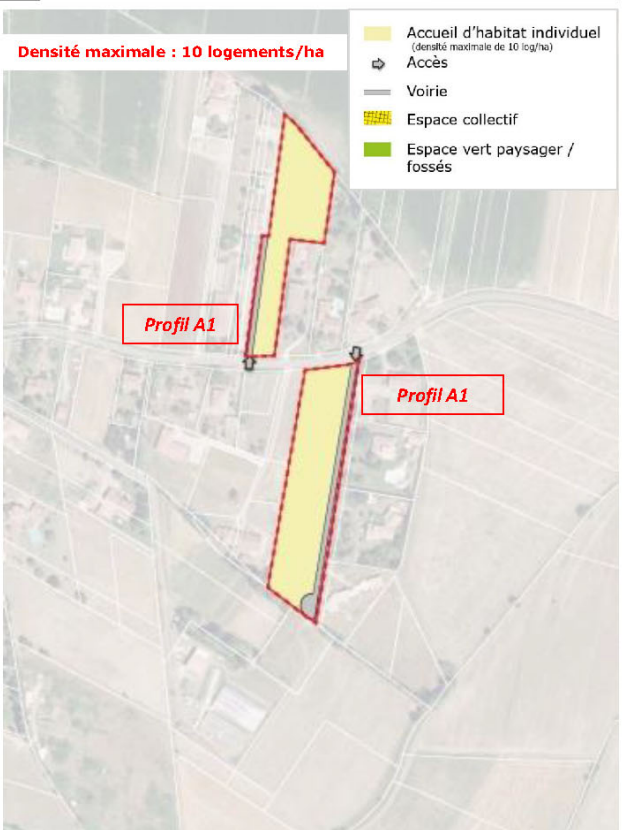 Densité maximale : 10 logements/ha
Accueil d'habitat individuel
(densité maximale de 10 log/ha)
Accès
Voirie
Espace collectif
Espace vert paysager /
fossés
Profil A1
Profil A1